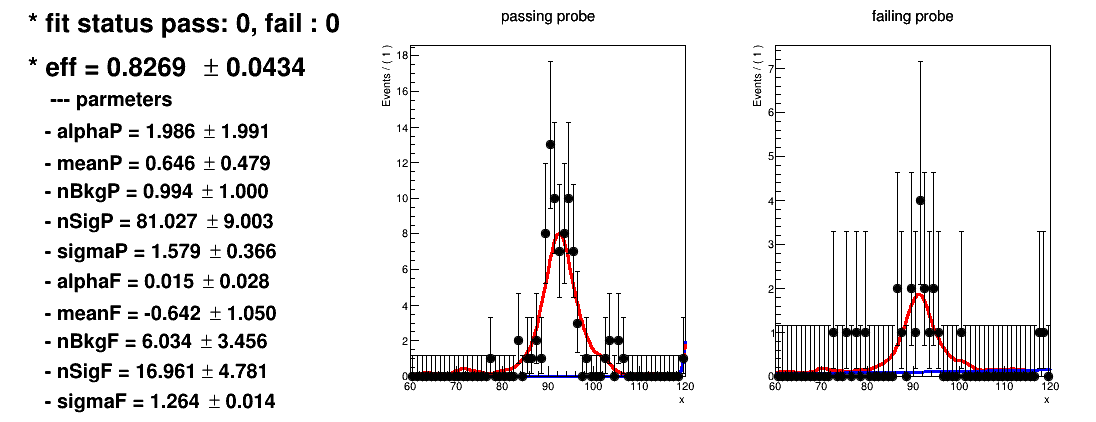 * fit status pass: 0, fail : 0
* eff = 0.8269 ± 0.0434
--- parmeters
- alphaP = 1.986 ± 1.991
- meanP = 0.646 ± 0.479
- nBkgP = 0.994 ± 1.000
- nSigP = 81.027 ± 9.003
- sigmaP = 1.579 ± 0.366
- alphaF = 0.015 ± 0.028
- meanF = -0.642 ± 1.050
- nBkgF = 6.034 ± 3.456
- nSigF = 16.961 ± 4.781
- sigmaF = 1.264 ± 0.014
passing probe
Events / ( 1 )
18
16
14
12
10
8
6
4
2
0
60 70 80 90 100 110 120
x
failing probe
Events / ( 1 )
7
6
5
4
3
2
1
0
60 70 80 90 100 110 120
x